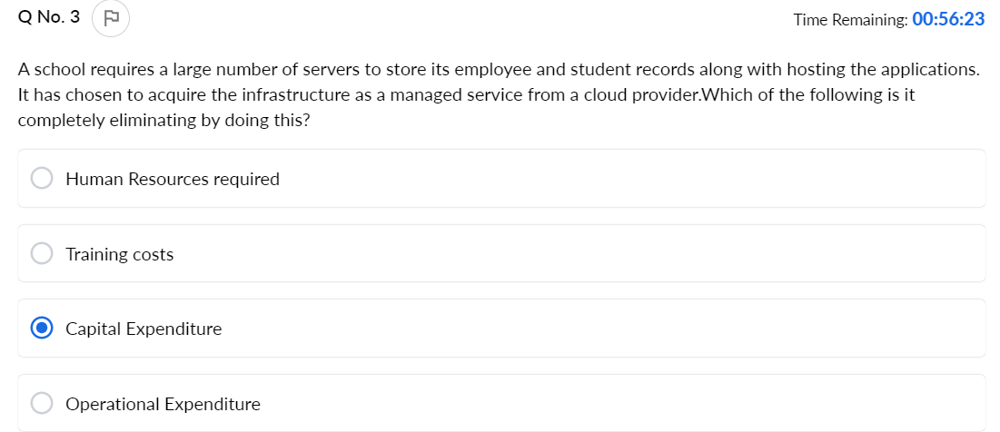 Q No. 3
Time Remaining: 00:56:23
A school requires a large number of servers to store its employee and student records along with hosting the applications.
It has chosen to acquire the infrastructure as a managed service from a cloud provider.Which of the following is it
completely eliminating by doing this?
Human Resources required
Training costs
Capital Expenditure
Operational Expenditure